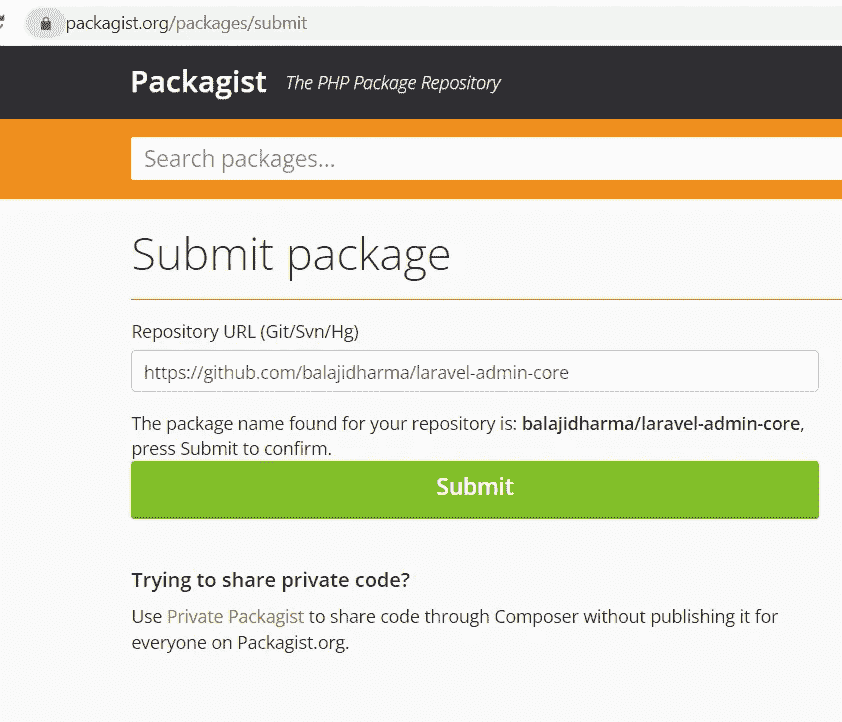 packagist.org/packages/submit
Packagist The PHP Package Repository
Search packages...
Submit package
Repository URL (Git/Svn/Hg)
https://github.com/balajidharma/laravel-admin-core
The package name found for your repository is: balajidharma/laravel-admin-core,
press Submit to confirm.
Submit
Trying to share private code?
Use Private Packagist to share code through Composer without publishing it for
everyone on Packagist.org.